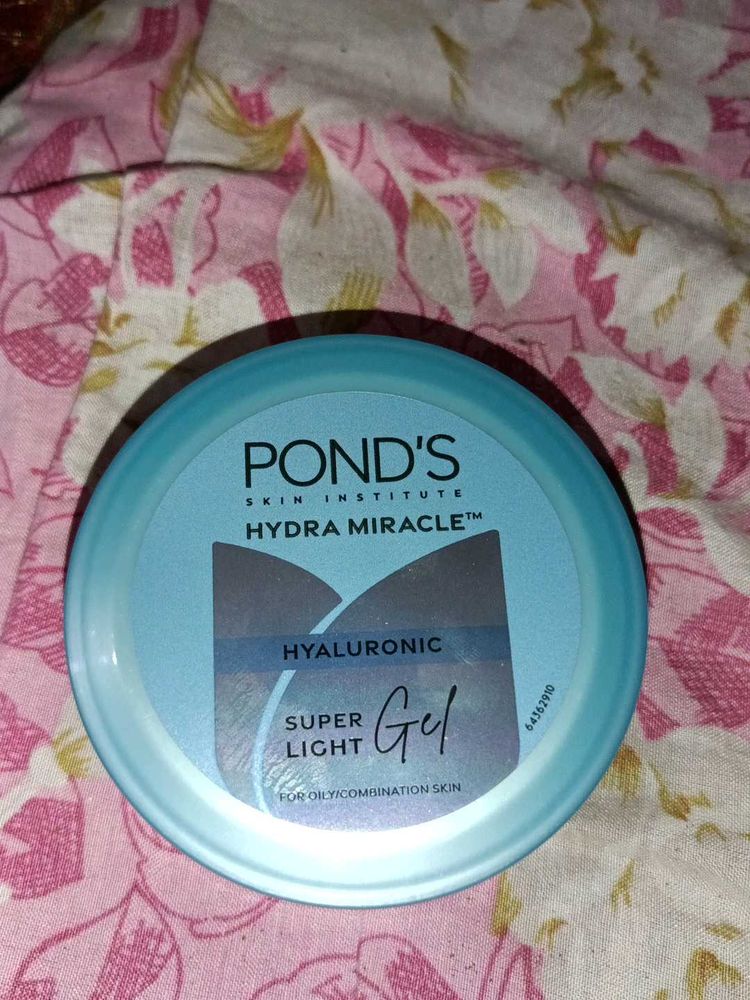 POND'S
SKIN INSTITUTE
HYDRA MIRACLE™
HYALURONIC
SUPER
LIGHT Gel
FOR OILY/COMBINATION SKIN
64362910